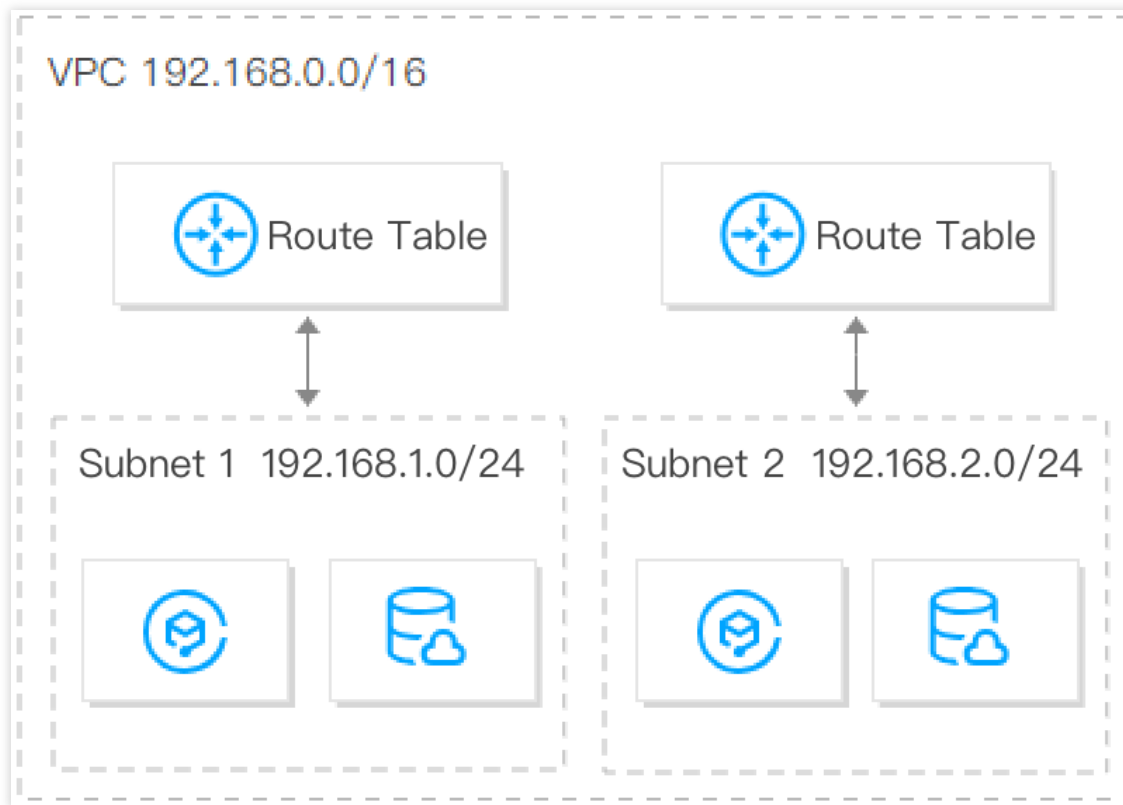 VPC 192.168.0.0/16
Route Table
Route Table
Subnet 1 192.168.1.0/24
Subnet 2 192.168.2.0/24